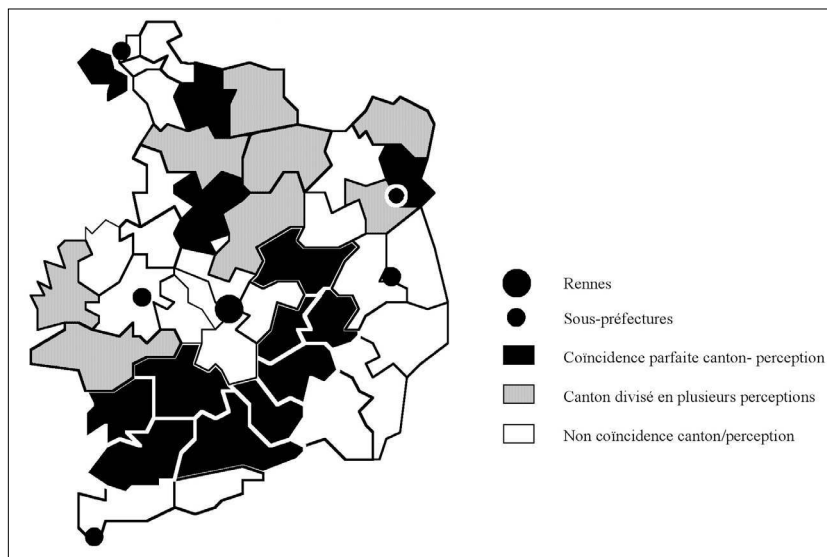 Rennes
Sous-préfectures
Coïncidence parfaite canton- perception
Canton divisé en plusieurs perceptions
Non coïncidence canton/perception